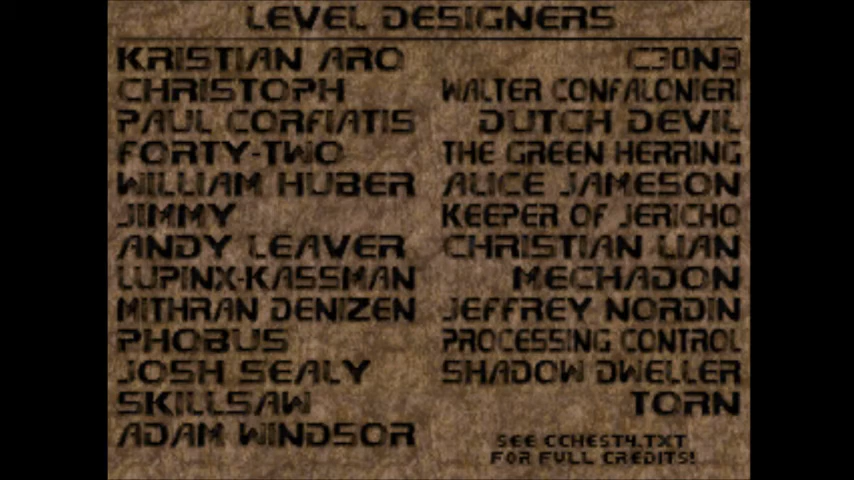 LEVEL DESIGNERS
KRISTIAN ARO C30N9
CHRISTOPH WALTER CONFALONIERI
PAUL CORFIATIS DUTCH DEVIL
FORTY-TWO THE GREEN HERRING
WILLIAM HUBER ALICE JAMESON
JIMMY KEEPER OF JERICHO
ANDY LEAVER CHRISTIAN LIAN
LUPINX-KASSMAN MECHADON
MITHRAN DENIZEN JEFFREY NORDIN
PHOBUS PROCESSING CONTROL
JOSH SEALY SHADOW DWELLER
SKILLSAW TORN
ADAM WINDSOR
SEE CCHEST4.TXT
FOR FULL CREDITS!